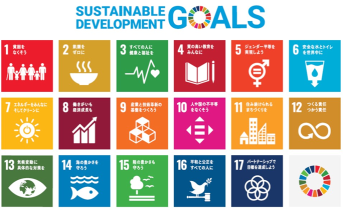 SUSTAINABLE
DEVELOPMENT
GOALS
1 貧困を
なくそう
2 飢餓を
ゼロに
3 すべての人に
健康と福祉を
4 質の高い教育を
みんなに
5 ジェンダー平等を
実現しよう
6 安全な水とトイレ
を世界中に
7 エネルギーをみんなに
そしてクリーンに
8 働きがいも
経済成長も
9 産業と技術革新の
基盤をつくろう
10 人や国の不平等
をなくそう
11 住み続けられる
まちづくりを
12 つくる責任
つかう責任
13 気候変動に
具体的な対策を
14 海の豊かさを
守ろう
15 陸の豊かさも
守ろう
16 平和と公正を
すべての人に
17 パートナーシップで
目標を達成しよう